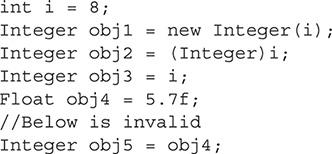 int i = 8;
Integer obj1 = new Integer(i);
Integer obj2 = (Integer)i;
Integer obj3 = i;
Float obj4 = 5.7f;
//Below is invalid
Integer obj5 = obj4;